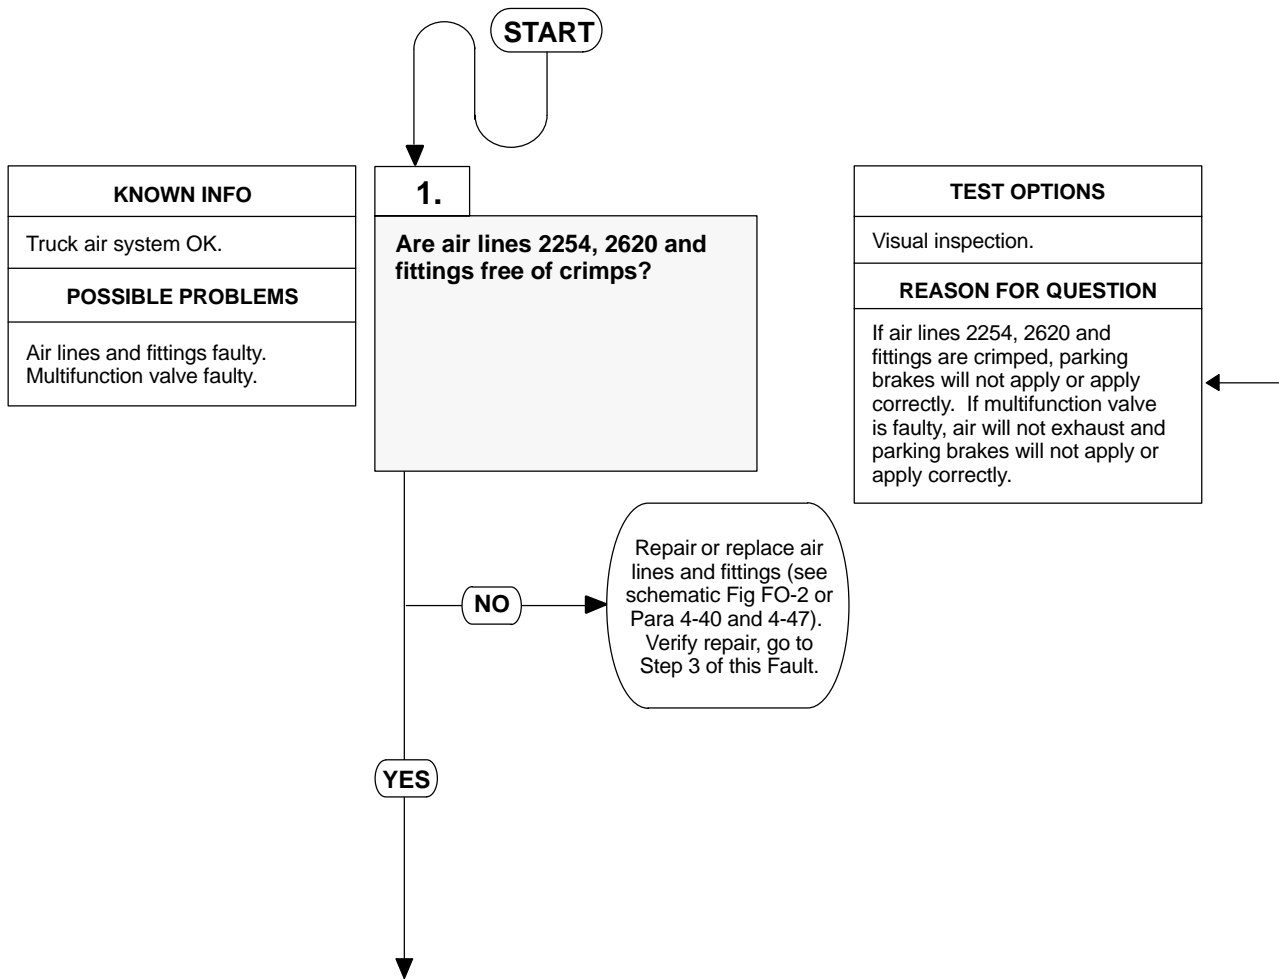 START
KNOWN INFO
Truck air system OK.
POSSIBLE PROBLEMS
Air lines and fittings faulty.
Multifunction valve faulty.
1.
Are air lines 2254, 2620 and
fittings free of crimps?
TEST OPTIONS
Visual inspection.
REASON FOR QUESTION
If air lines 2254, 2620 and
fittings are crimped, parking
brakes will not apply or apply
correctly.  If multifunction valve
is faulty, air will not exhaust and
parking brakes will not apply or
apply correctly.
NO
Repair or replace air
lines and fittings (see
schematic Fig FO-2 or
Para 4-40 and 4-47).
Verify repair, go to
Step 3 of this Fault.
YES